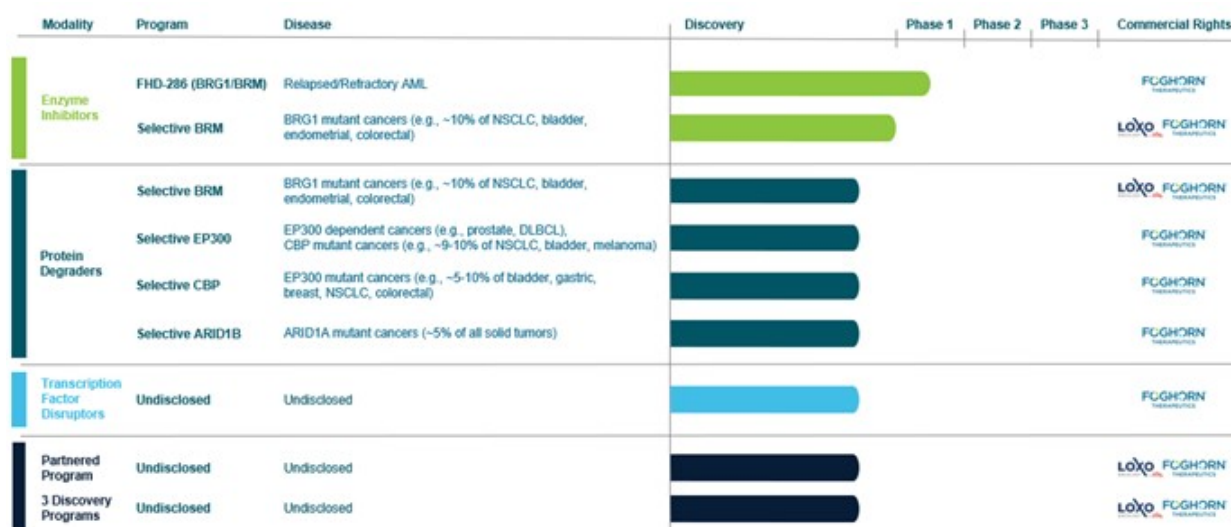 Modality Program Disease Discovery Phase 1 Phase 2 Phase 3 Commercial Rights
Enzyme
Inhibitors
FHD-286 (BRG1/BRM) Relapsed/Refractory AML
FOGHORN
THERAPEUTICS
Selective BRM
BRG1 mutant cancers (e.g., ~10% of NSCLC, bladder,
endometrial, colorectal)
LOXO FOGHORN
THERAPEUTICS
Protein
Degraders
Selective BRM
BRG1 mutant cancers (e.g., ~10% of NSCLC, bladder,
endometrial, colorectal)
LOXO FOGHORN
THERAPEUTICS
Selective EP300
EP300 dependent cancers (e.g., prostate, DLBCL),
CBP mutant cancers (e.g., ~9-10% of NSCLC, bladder, melanoma)
FOGHORN
THERAPEUTICS
Selective CBP
EP300 mutant cancers (e.g., ~5-10% of bladder, gastric,
breast, NSCLC, colorectal)
FOGHORN
THERAPEUTICS
Selective ARID1B ARID1A mutant cancers (~5% of all solid tumors)
FOGHORN
THERAPEUTICS
Transcription
Factor
Disruptors
Undisclosed Undisclosed
FOGHORN
THERAPEUTICS
Partnered
Program
Undisclosed Undisclosed
LOXO FOGHORN
THERAPEUTICS
3 Discovery
Programs
Undisclosed Undisclosed
LOXO FOGHORN
THERAPEUTICS